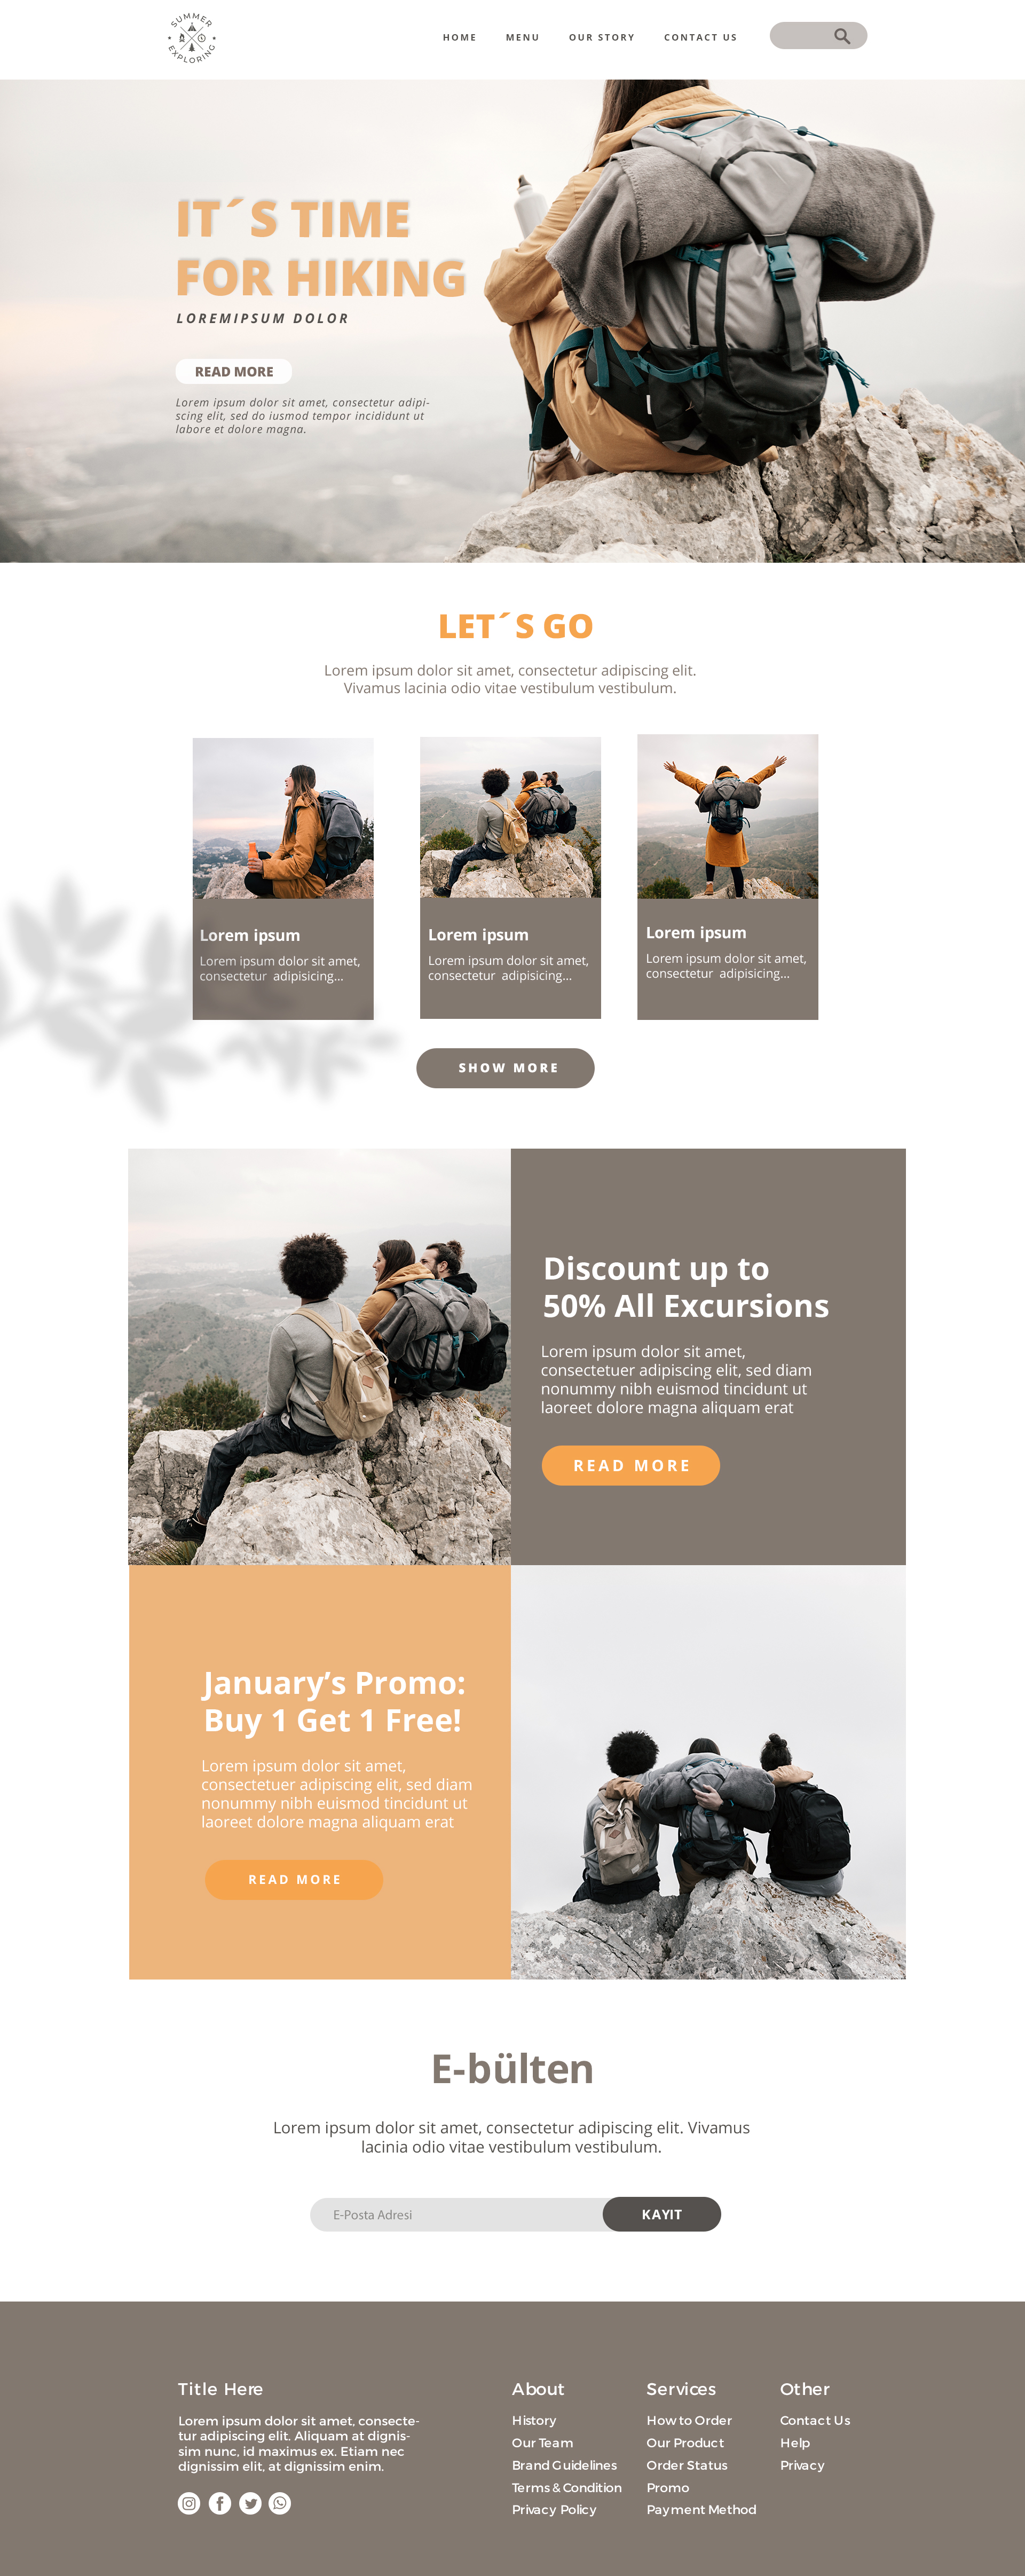 SUMMER
EXPLORING
HOME MENU OUR STORY CONTACT US
IT´S TIME
FOR HIKING
LOREMIPSUM DOLOR
READ MORE
Lorem ipsum dolor sit amet, consectetur adipi-
scing elit, sed do iusmod tempor incididunt ut
labore et dolore magna.
LET´S GO
Lorem ipsum dolor sit amet, consectetur adipiscing elit.
Vivamus lacinia odio vitae vestibulum vestibulum.
Lorem ipsum
Lorem ipsum dolor sit amet,
consectetur adipisicing...
Lorem ipsum
Lorem ipsum dolor sit amet,
consectetur adipisicing...
Lorem ipsum
Lorem ipsum dolor sit amet,
consectetur adipisicing...
SHOW MORE
Discount up to
50% All Excursions
Lorem ipsum dolor sit amet,
consectetuer adipiscing elit, sed diam
nonummy nibh euismod tincidunt ut
laoreet dolore magna aliquam erat
READ MORE
January’s Promo:
Buy 1 Get 1 Free!
Lorem ipsum dolor sit amet,
consectetuer adipiscing elit, sed diam
nonummy nibh euismod tincidunt ut
laoreet dolore magna aliquam erat
READ MORE
E-bülten
Lorem ipsum dolor sit amet, consectetur adipiscing elit. Vivamus
lacinia odio vitae vestibulum vestibulum.
E-Posta Adresi
KAYIT
Title Here
Lorem ipsum dolor sit amet, consecte-
tur adipiscing elit. Aliquam at dignis-
sim nunc, id maximus ex. Etiam nec
dignissim elit, at dignissim enim.
About
History
Our Team
Brand Guidelines
Terms & Condition
Privacy Policy
Services
How to Order
Our Product
Order Status
Promo
Payment Method
Other
Contact Us
Help
Privacy